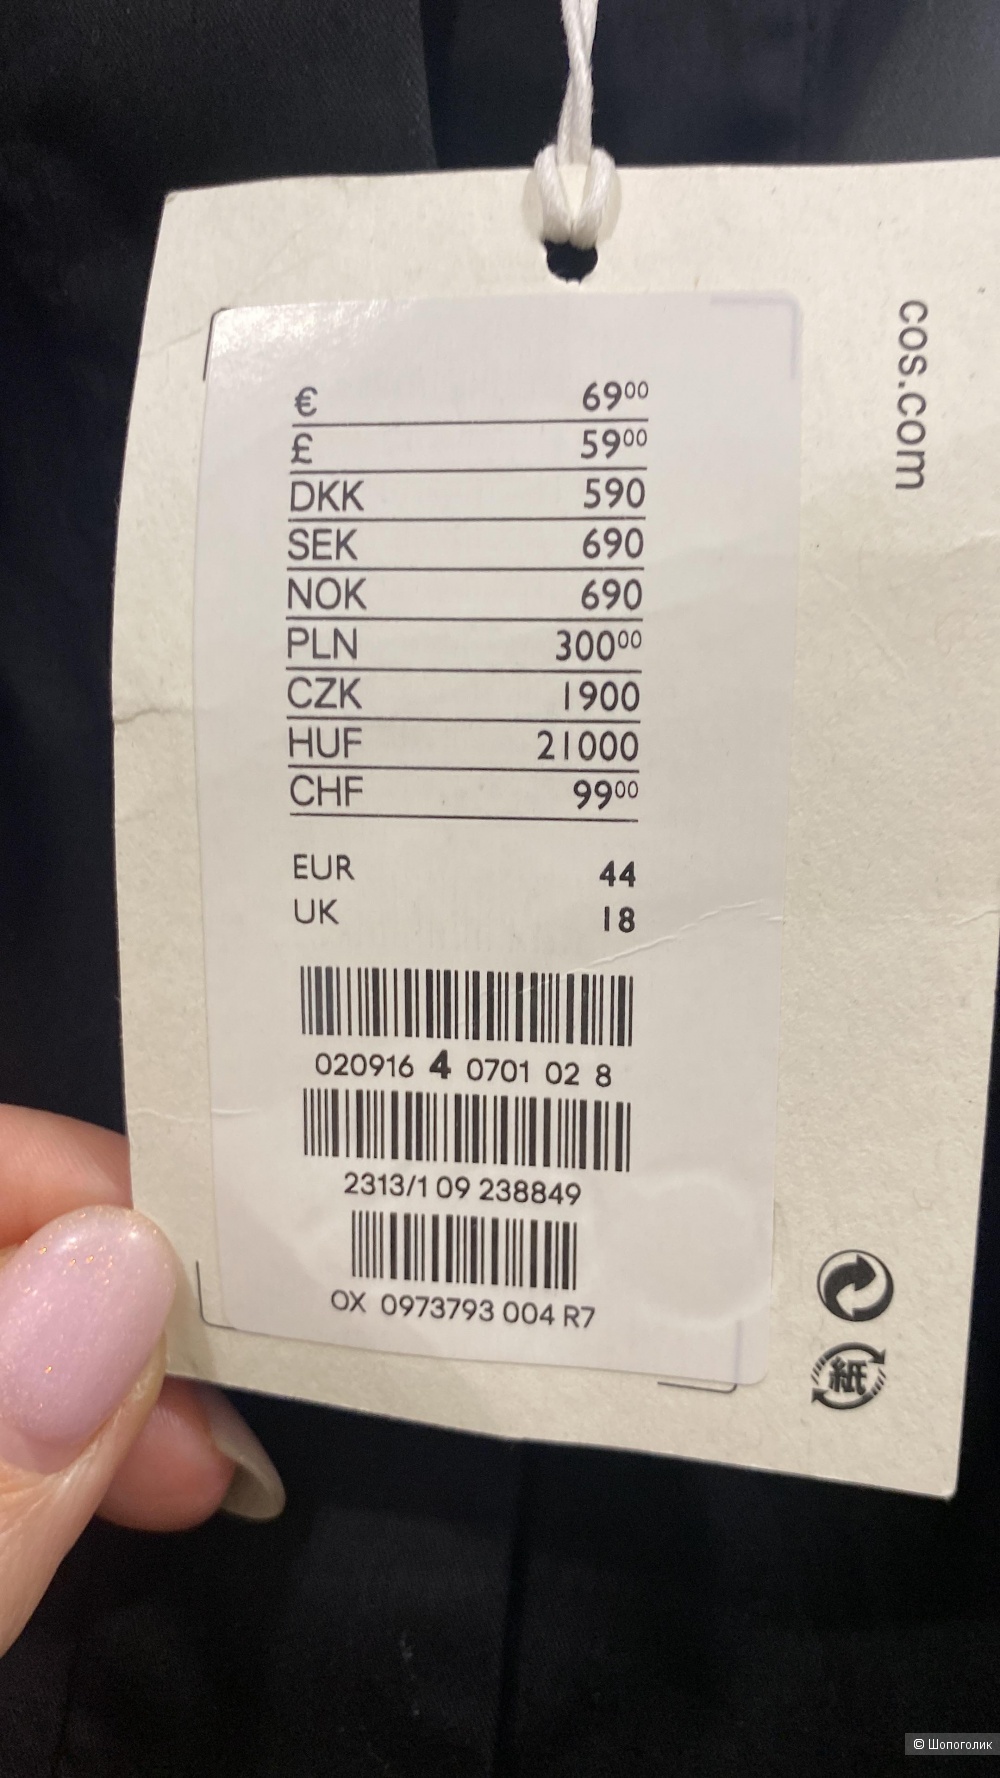 € 69⁰⁰
£ 59⁰⁰
DKK 590
SEK 690
NOK 690
PLN 300⁰⁰
CZK 1900
HUF 21000
CHF 99⁰⁰
EUR 44
UK 18
020916 4 0701 02 8
2313/1 09 238849
OX 0973793 004 R7
cos.com
紙
© Шопоголик